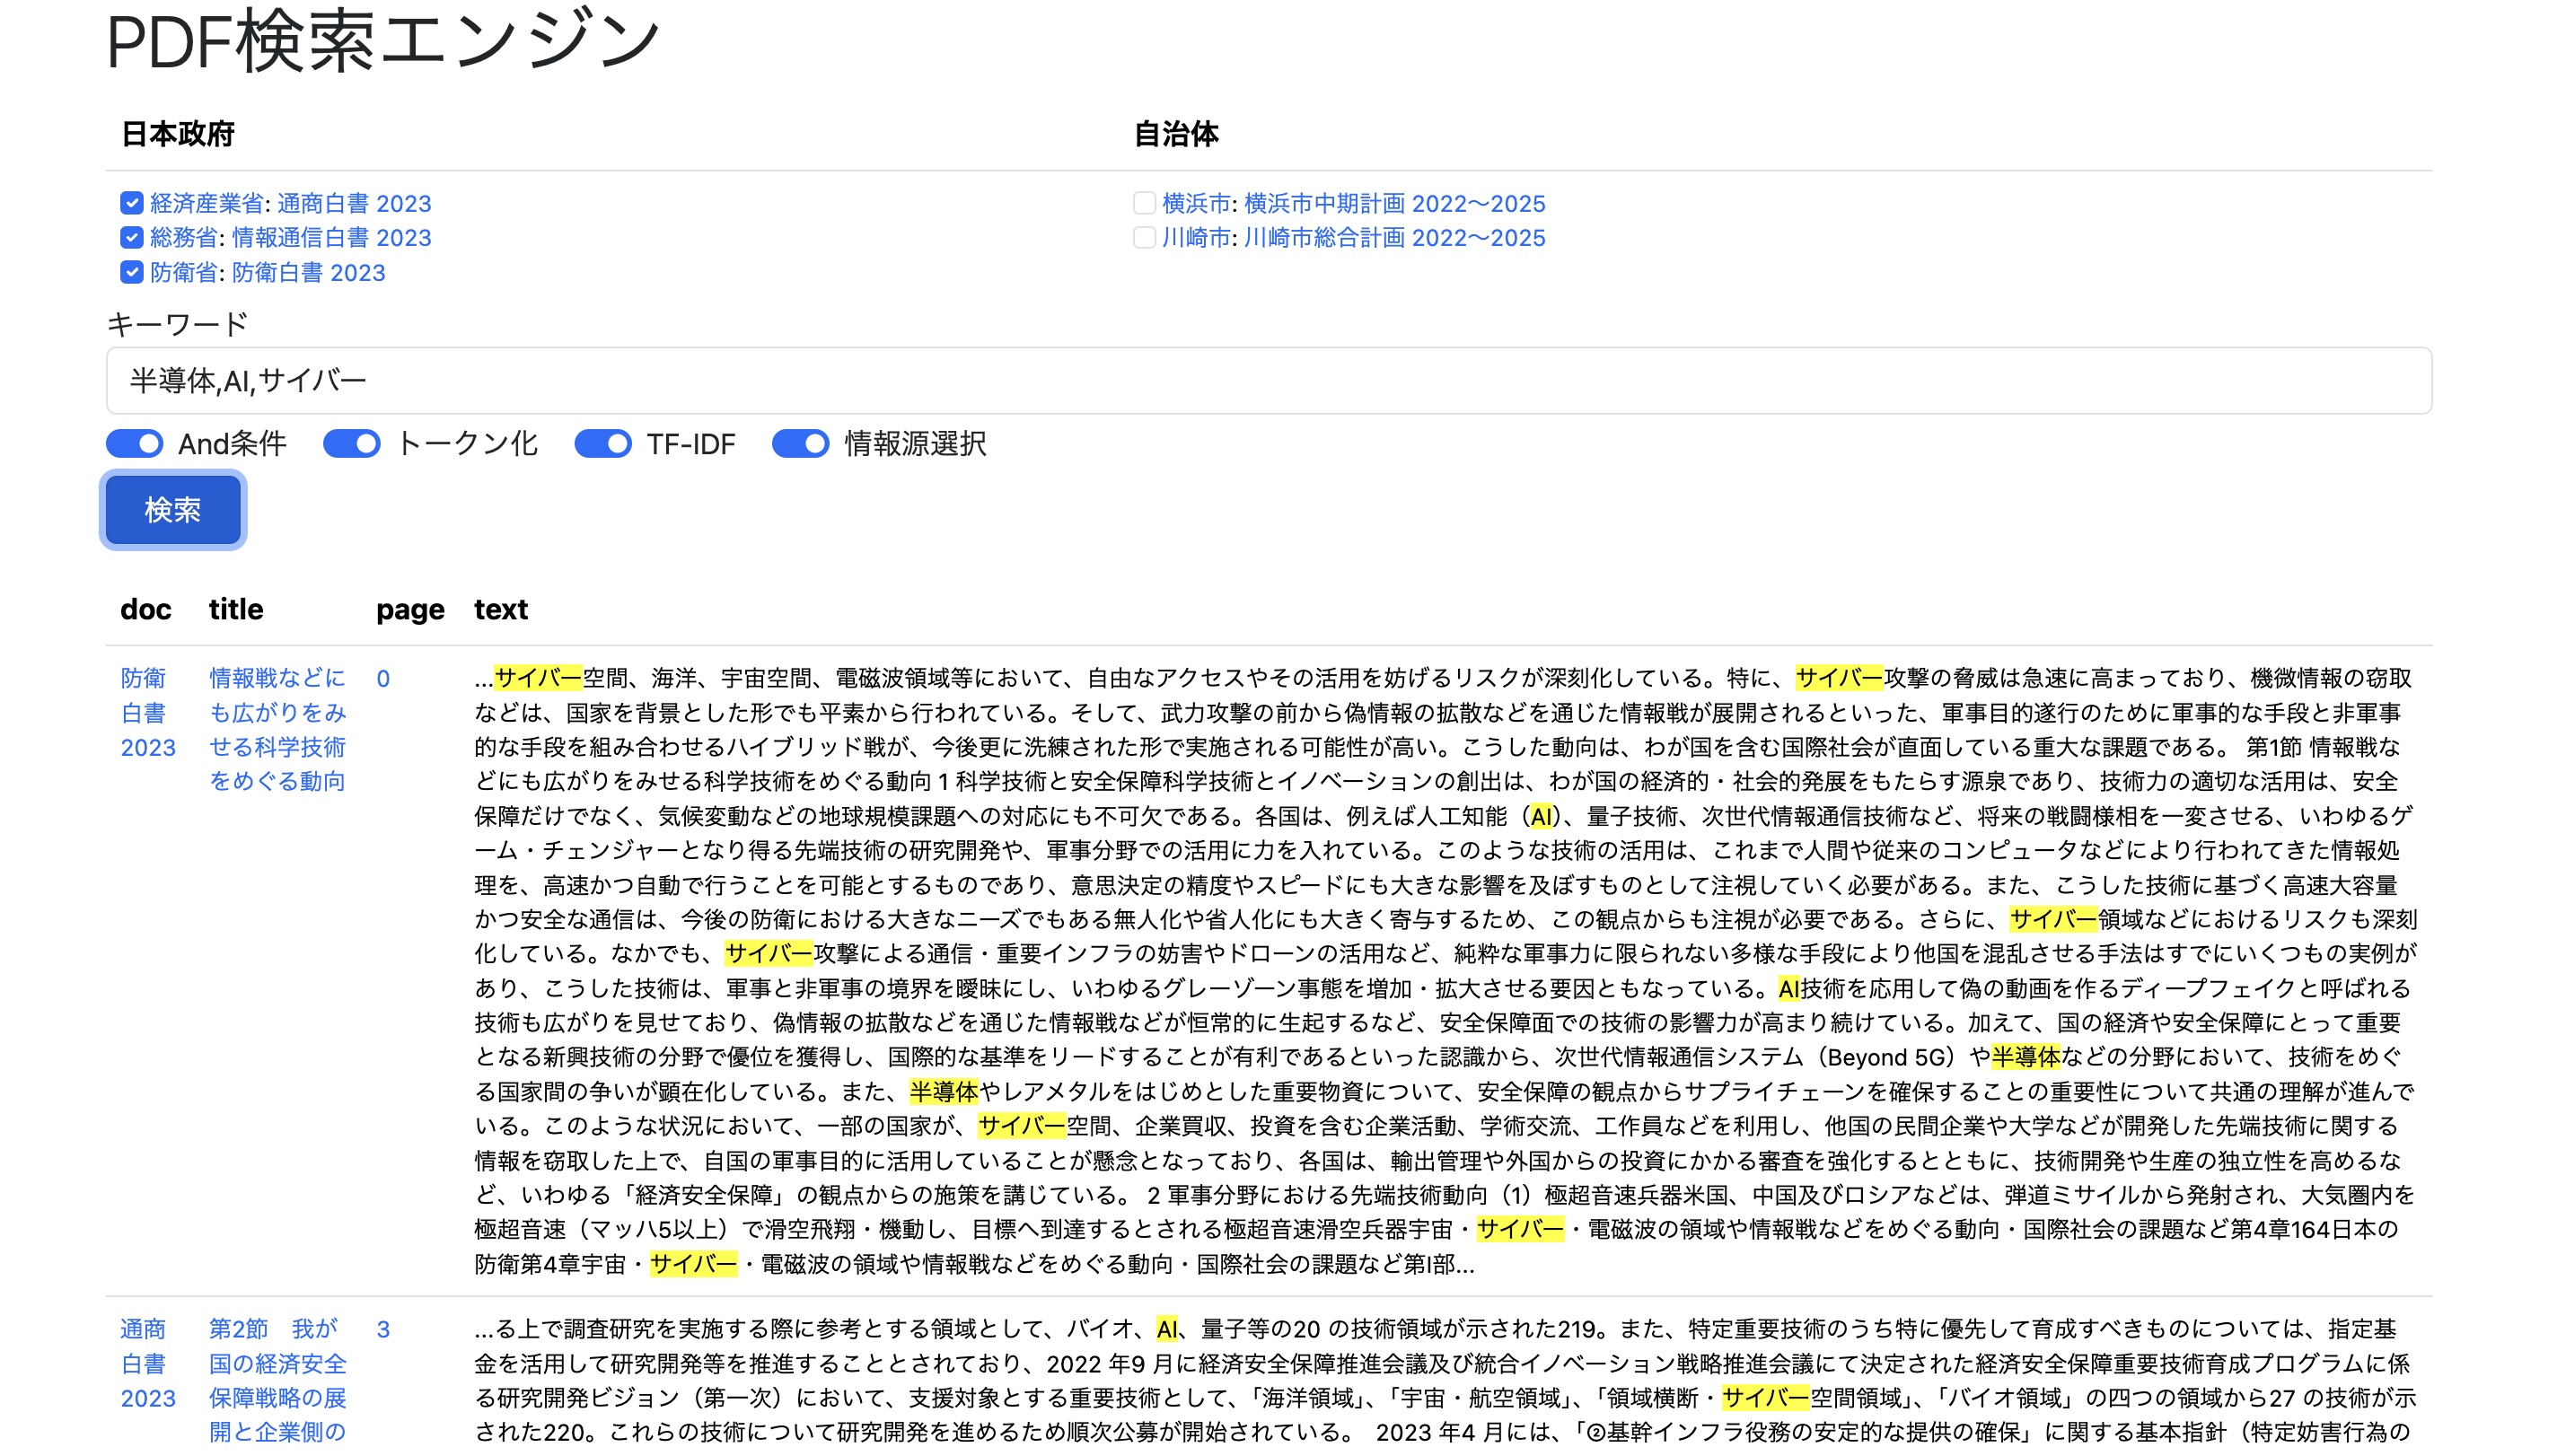 PDF検索エンジン
日本政府
自治体
経済産業省: 通商白書 2023
横浜市: 横浜市中期計画 2022〜2025
総務省: 情報通信白書 2023
川崎市: 川崎市総合計画 2022〜2025
防衛省: 防衛白書 2023
キーワード
半導体,AI,サイバー
And条件 トークン化 TF-IDF 情報源選択
検索
doc title page text
防衛
白書
2023
情報戦などに
も広がりをみ
せる科学技術
をめぐる動向
0
...サイバー空間、海洋、宇宙空間、電磁波領域等において、自由なアクセスやその活用を妨げるリスクが深刻化している。特に、サイバー攻撃の脅威は急速に高まっており、機微情報の窃取
などは、国家を背景とした形でも平素から行われている。そして、武力攻撃の前から偽情報の拡散などを通じた情報戦が展開されるといった、軍事目的遂行のために軍事的な手段と非軍事
的な手段を組み合わせるハイブリッド戦が、今後更に洗練された形で実施される可能性が高い。こうした動向は、わが国を含む国際社会が直面している重大な課題である。 第1節 情報戦な
どにも広がりをみせる科学技術をめぐる動向 1 科学技術と安全保障科学技術とイノベーションの創出は、わが国の経済的・社会的発展をもたらす源泉であり、技術力の適切な活用は、安全
保障だけでなく、気候変動などの地球規模課題への対応にも不可欠である。各国は、例えば人工知能（AI）、量子技術、次世代情報通信技術など、将来の戦闘様相を一変させる、いわゆるゲ
ーム・チェンジャーとなり得る先端技術の研究開発や、軍事分野での活用に力を入れている。このような技術の活用は、これまで人間や従来のコンピュータなどにより行われてきた情報処
理を、高速かつ自動で行うことを可能とするものであり、意思決定の精度やスピードにも大きな影響を及ぼすものとして注視していく必要がある。また、こうした技術に基づく高速大容量
かつ安全な通信は、今後の防衛における大きなニーズでもある無人化や省人化にも大きく寄与するため、この観点からも注視が必要である。さらに、サイバー領域などにおけるリスクも深刻
化している。なかでも、サイバー攻撃による通信・重要インフラの妨害やドローンの活用など、純粋な軍事力に限られない多様な手段により他国を混乱させる手法はすでにいくつもの実例が
あり、こうした技術は、軍事と非軍事の境界を曖昧にし、いわゆるグレーゾーン事態を増加・拡大させる要因ともなっている。AI技術を応用して偽の動画を作るディープフェイクと呼ばれる
技術も広がりを見せており、偽情報の拡散などを通じた情報戦などが恒常的に生起するなど、安全保障面での技術の影響力が高まり続けている。加えて、国の経済や安全保障にとって重要
となる新興技術の分野で優位を獲得し、国際的な基準をリードすることが有利であるといった認識から、次世代情報通信システム（Beyond 5G）や半導体などの分野において、技術をめぐ
る国家間の争いが顕在化している。また、半導体やレアメタルをはじめとした重要物資について、安全保障の観点からサプライチェーンを確保することの重要性について共通の理解が進んで
いる。このような状況において、一部の国家が、サイバー空間、企業買収、投資を含む企業活動、学術交流、工作員などを利用し、他国の民間企業や大学などが開発した先端技術に関する
情報を窃取した上で、自国の軍事目的に活用していることが懸念となっており、各国は、輸出管理や外国からの投資にかかる審査を強化するとともに、技術開発や生産の独立性を高めるな
ど、いわゆる「経済安全保障」の観点からの施策を講じている。 2 軍事分野における先端技術動向（1）極超音速兵器米国、中国及びロシアなどは、弾道ミサイルから発射され、大気圏内を
極超音速（マッハ5以上）で滑空飛翔・機動し、目標へ到達するとされる極超音速滑空兵器宇宙・サイバー・電磁波の領域や情報戦などをめぐる動向・国際社会の課題など第4章164日本の
防衛第4章宇宙・サイバー・電磁波の領域や情報戦などをめぐる動向・国際社会の課題など第I部...
通商
白書
2023
第2節　我が
国の経済安全
保障戦略の展
開と企業側の
3
...る上で調査研究を実施する際に参考とする領域として、バイオ、AI、量子等の20 の技術領域が示された219。また、特定重要技術のうち特に優先して育成すべきものについては、指定基
金を活用して研究開発等を推進することとされており、2022 年9 月に経済安全保障推進会議及び統合イノベーション戦略推進会議にて決定された経済安全保障重要技術育成プログラムに係
る研究開発ビジョン（第一次）において、支援対象とする重要技術として、「海洋領域」、「宇宙・航空領域」、「領域横断・サイバー空間領域」、「バイオ領域」の四つの領域から27 の技術が示
された220。これらの技術について研究開発を進めるため順次公募が開始されている。 2023 年4 月には、「②基幹インフラ役務の安定的な提供の確保」に関する基本指針（特定妨害行為の